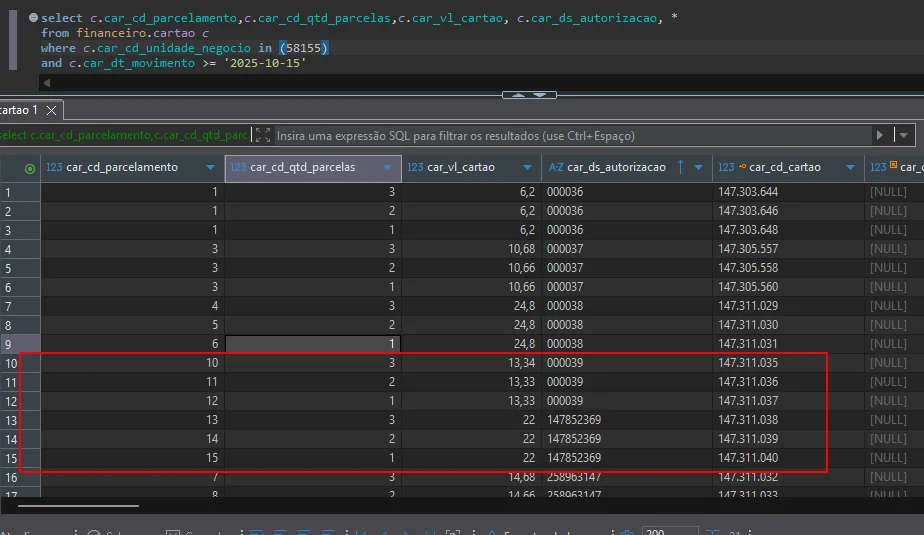 select c.car_cd_parcelamento,c.car_cd_qtd_parcelas,c.car_vl_cartao, c.car_ds_autorizacao, *
from financeiro.cartao c
where c.car_cd_unidade_negocio in (58155)
and c.car_dt_movimento >= '2025-10-15'
cartao 1
select c.car_cd_parcelamento,c.car_cd_qtd_parc Insira uma expressão SQL para filtrar os resultados (use Ctrl+Espaço)
123 car_cd_parcelamento 123 car_cd_qtd_parcelas 123 car_vl_cartao A-Z car_ds_autorizacao 123 car_cd_cartao 123 car_c
1 1 3 6,2 000036 147.303.644 [NULL]
2 1 2 6,2 000036 147.303.646 [NULL]
3 1 1 6,2 000036 147.303.648 [NULL]
4 3 3 10,68 000037 147.305.557 [NULL]
5 3 2 10,66 000037 147.305.558 [NULL]
6 3 1 10,66 000037 147.305.560 [NULL]
7 4 3 24,8 000038 147.311.029 [NULL]
8 5 2 24,8 000038 147.311.030 [NULL]
9 6 1 24,8 000038 147.311.031 [NULL]
10 10 3 13,34 000039 147.311.035 [NULL]
11 11 2 13,33 000039 147.311.036 [NULL]
12 12 1 13,33 000039 147.311.037 [NULL]
13 13 3 22 147852369 147.311.038 [NULL]
14 14 2 22 147852369 147.311.039 [NULL]
15 15 1 22 147852369 147.311.040 [NULL]
16 7 3 14,68 258963147 147.311.032 [NULL]
17 8 2 14,66 258963147 147.311.033 [NULL]
200